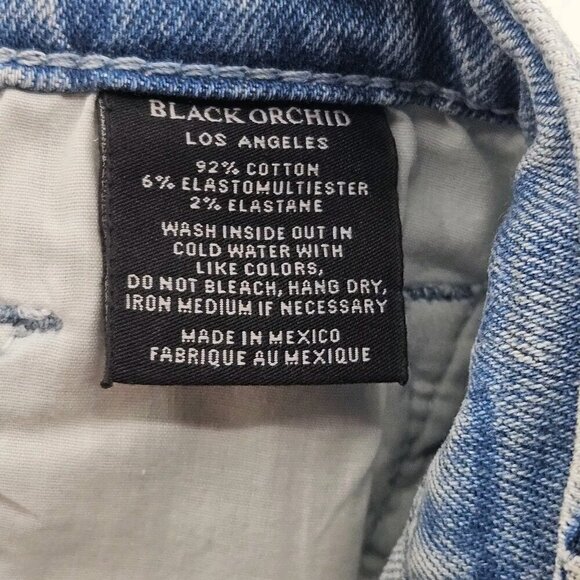 BLACK ORCHID
LOS ANGELES
92% COTTON
6% ELASTOMULTIESTER
2% ELASTANE
WASH INSIDE OUT IN
COLD WATER WITH
LIKE COLORS,
DO NOT BLEACH, HANG DRY,
IRON MEDIUM IF NECESSARY
MADE IN MEXICO
FABRIQUE AU MEXIQUE